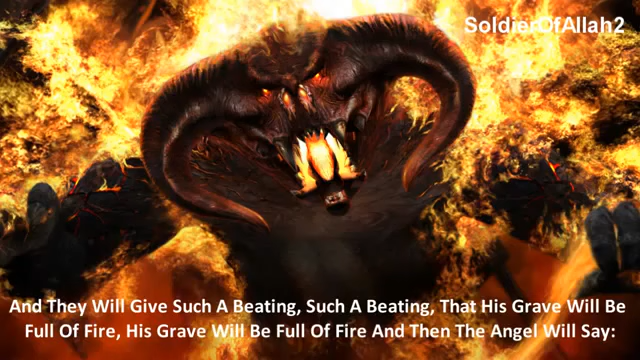 SoldierOfAllah2
And They Will Give Such A Beating, Such A Beating, That His Grave Will Be
Full Of Fire, His Grave Will Be Full Of Fire And Then The Angel Will Say: